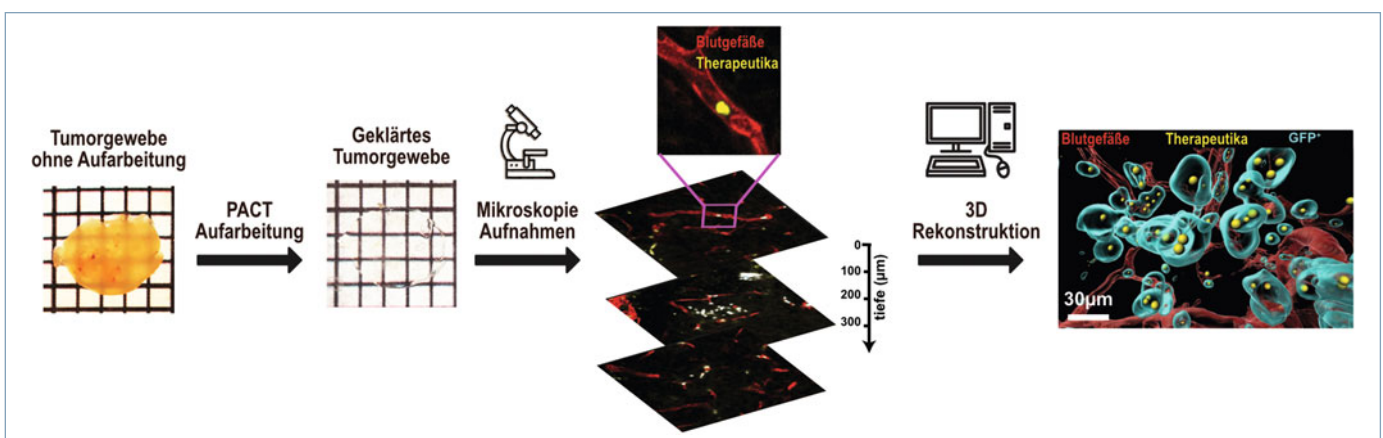 Tumorgewebe
ohne Aufarbeitung
PACT
Aufarbeitung
Geklärtes
Tumorgewebe
Mikroskopie
Aufnahmen
Blutgefäße
Therapeutika
0
100
200
300
tiefe (µm)
3D
Rekonstruktion
Blutgefäße Therapeutika GFP⁺
30µm